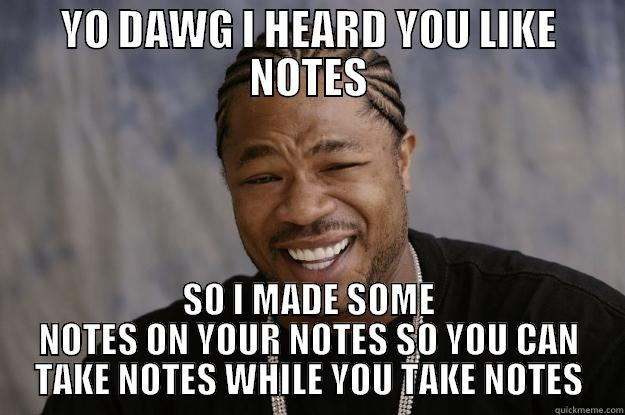 YO DAWG I HEARD YOU LIKE
NOTES
SO I MADE SOME
NOTES ON YOUR NOTES SO YOU CAN
TAKE NOTES WHILE YOU TAKE NOTES
quickmeme.com